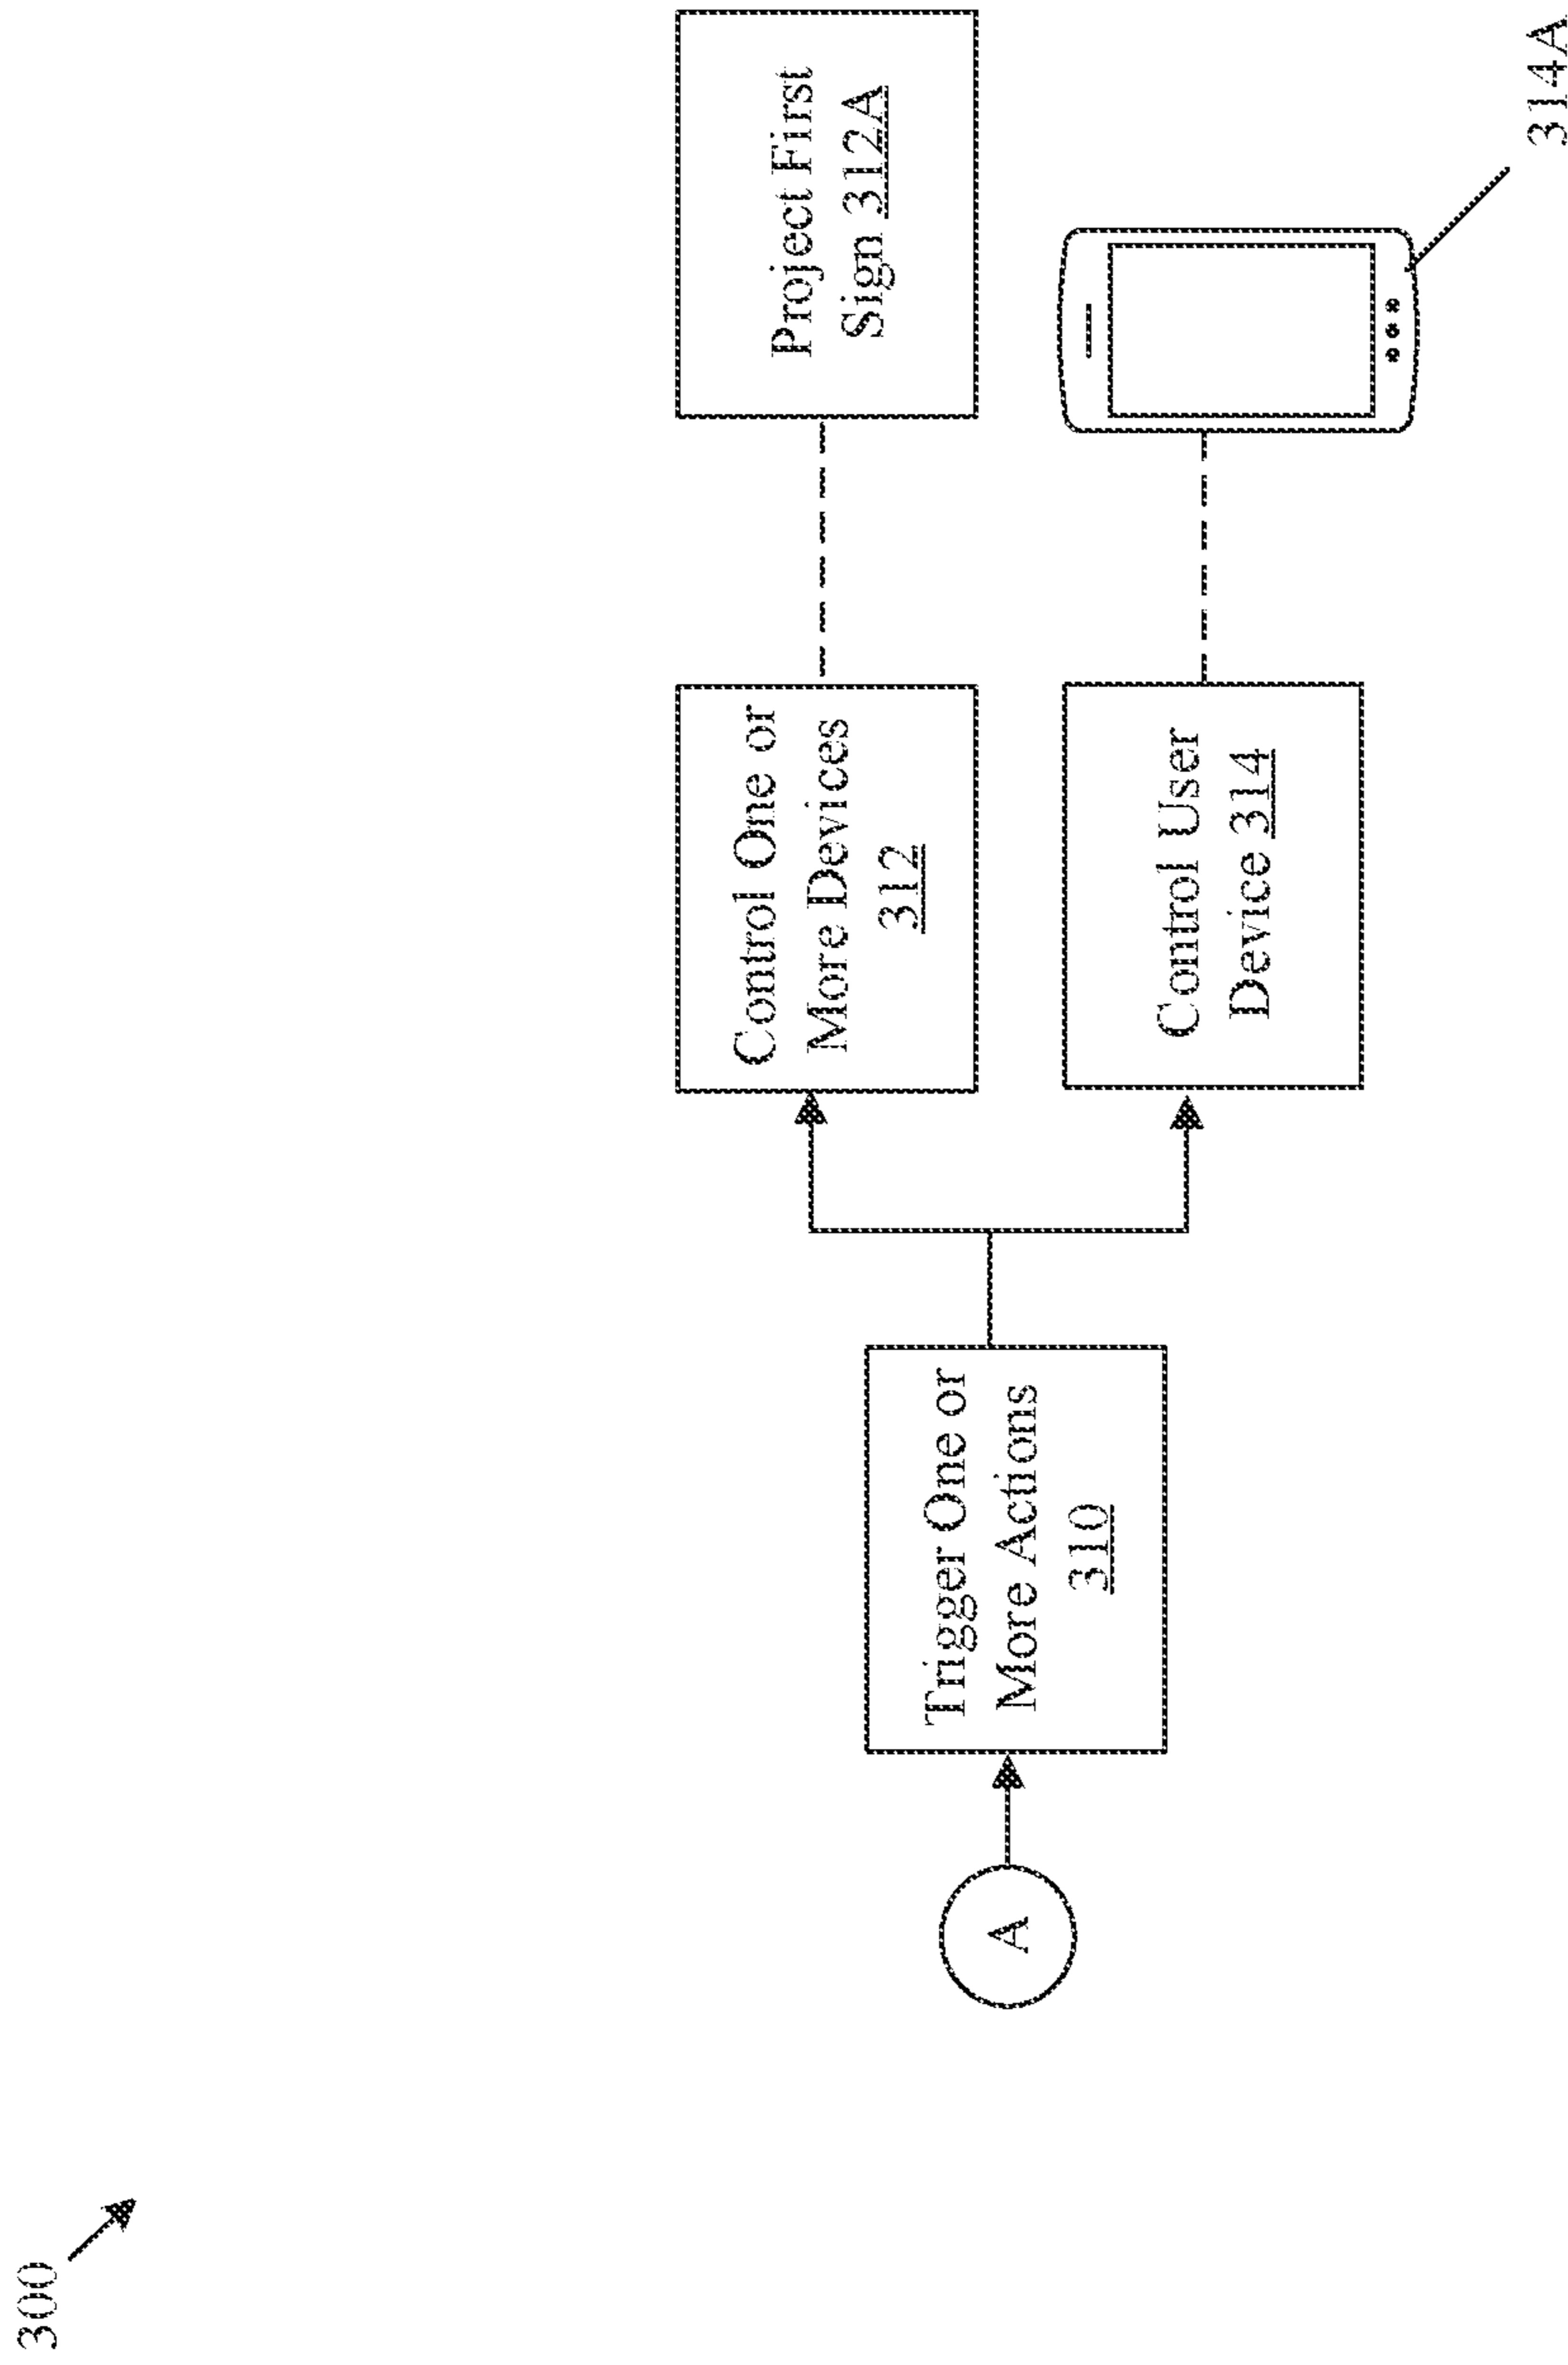 300
A
Trigger One or
More Actions
310
Control One or
More Devices
312
Project First
Sign 312A
Control User
Device 314
314A